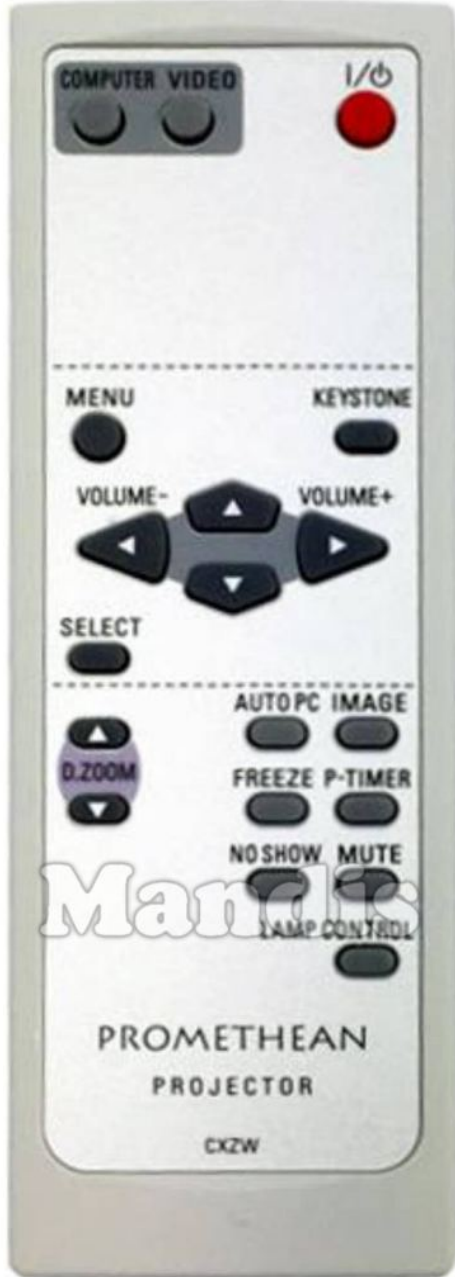 COMPUTER VIDEO I/⏻
MENU KEYSTONE
VOLUME- VOLUME+
SELECT
AUTO PC IMAGE
D.ZOOM
FREEZE P-TIMER
NO SHOW MUTE
Mandis
LAMP CONTROL
PROMETHEAN
PROJECTOR
CXZW